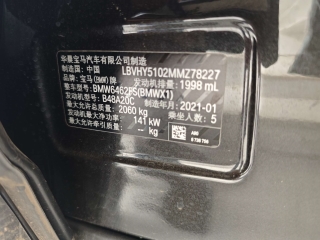 华晨宝马汽车有限公司制造
制造国：中国 LBVHY5102MMZ78227
品牌：宝马(BMW)牌 发动机排量：1998 mL
整车型号：BMW6462FS(BMWX1)
发动机型号：B48A20C 制造年月：2021-01
最大允许总质量：2060 kg 乘坐人数：5
发动机最大净功率：141 kW
最大允许牵引质量：-- kg